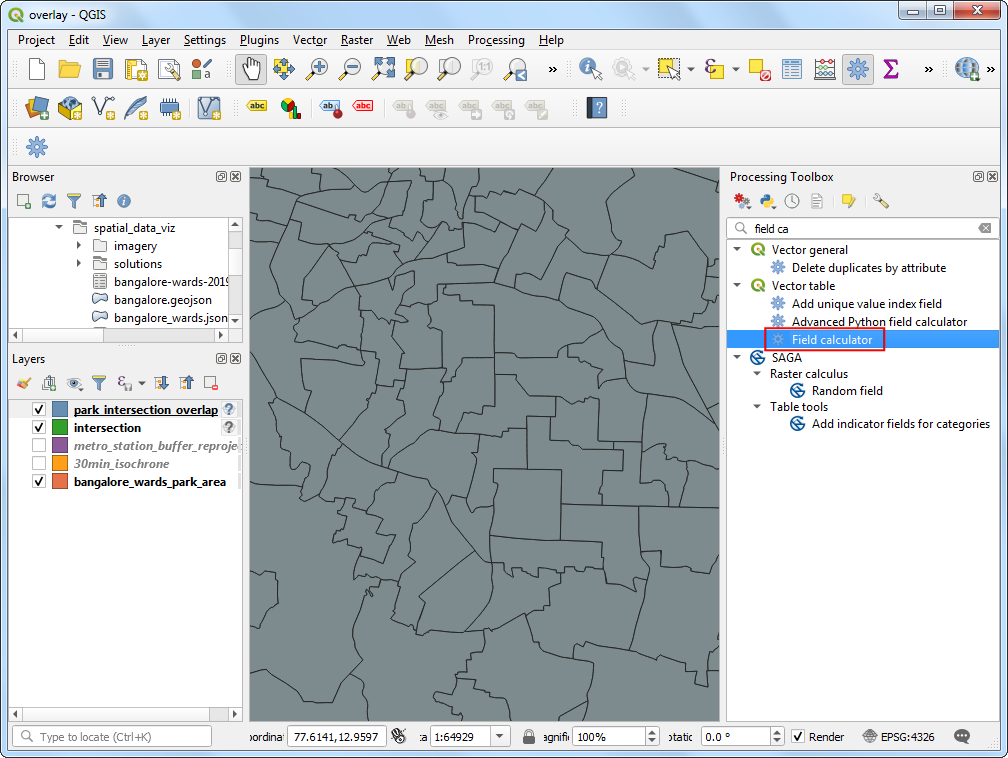 overlay - QGIS
Project Edit View Layer Settings Plugins Vector Raster Web Mesh Processing Help
Browser
spatial_data_viz
imagery
solutions
bangalore-wards-2019
bangalore.geojson
bangalore_wards.json
Layers
park_intersection_overlap
intersection
metro_station_buffer_reproje
30min_isochrone
bangalore_wards_park_area
Processing Toolbox
field ca
Vector general
Delete duplicates by attribute
Vector table
Add unique value index field
Advanced Python field calculator
Field calculator
SAGA
Raster calculus
Random field
Table tools
Add indicator fields for categories
Type to locate (Ctrl+K) oordinat 77.6141,12.9597 1:64929 agnifie 100% otatic 0.0 ° Render EPSG:4326